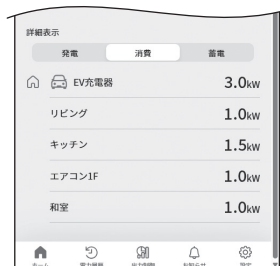 詳細表示
発電 消費 蓄電
EV充電器 3.0kW
リビング 1.0kW
キッチン 1.5kW
エアコン1F 1.0kW
和室 1.0kW